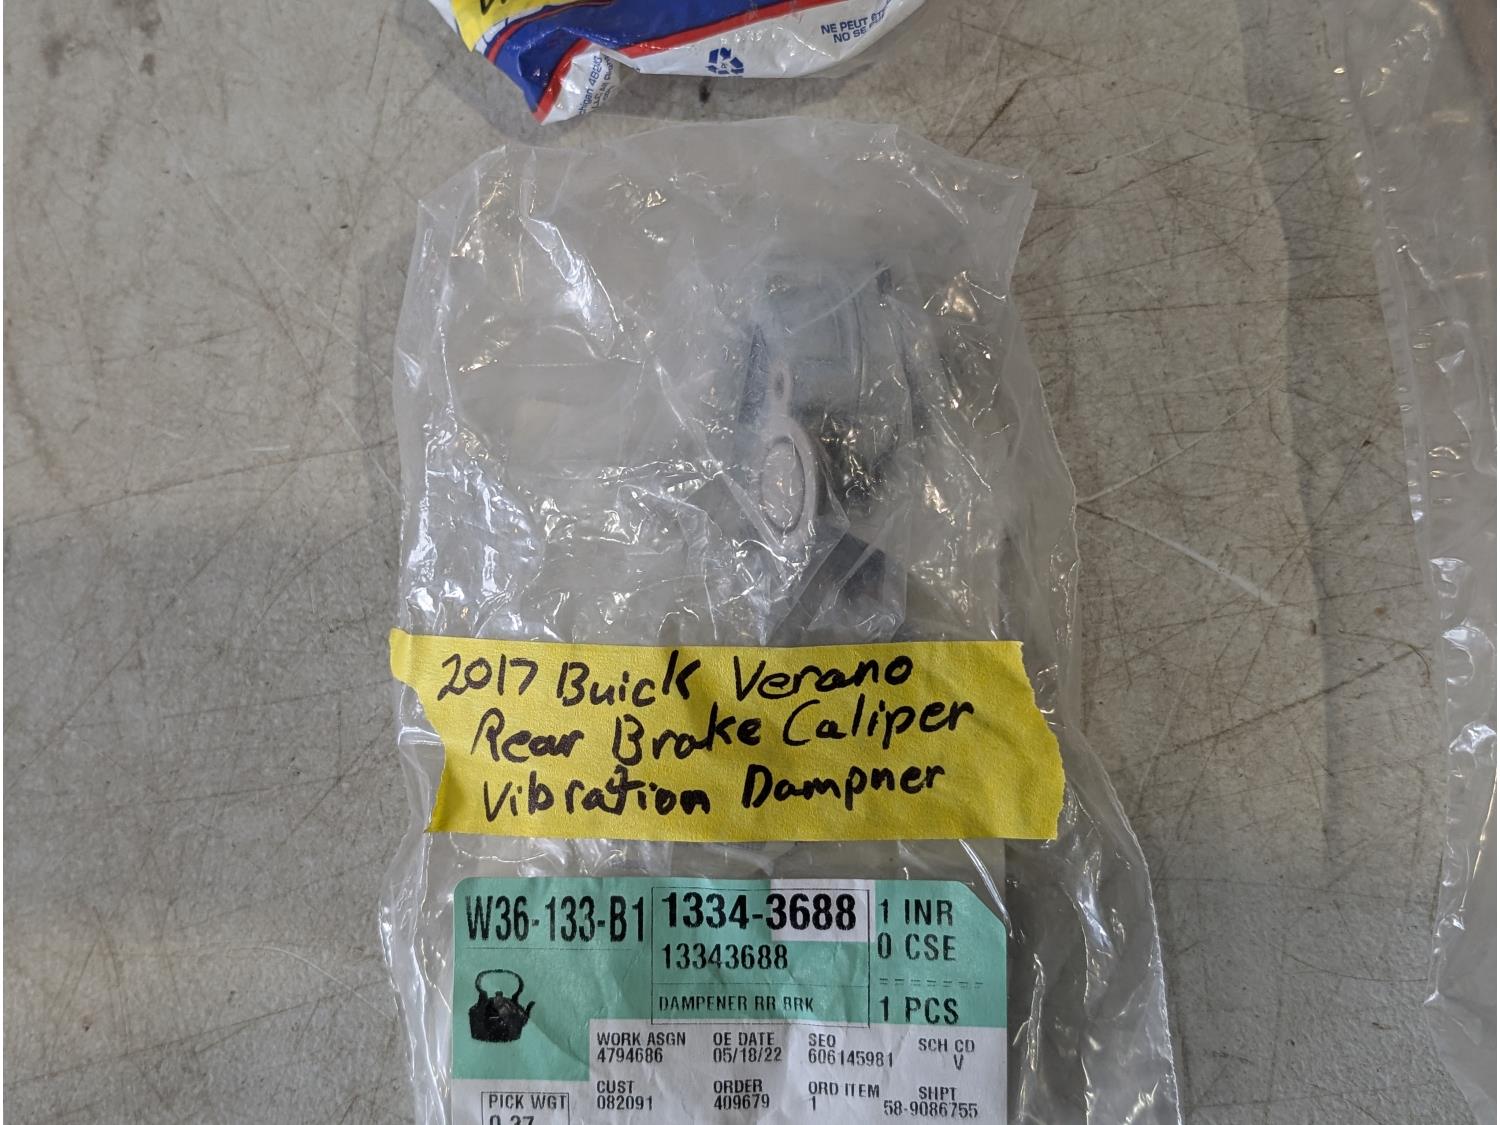 NE PEUT
NO SE
2017 Buick Verano
Rear Brake Caliper
Vibration Dampner
W36-133-B1
1334-3688
13343688
DAMPENER RR BRK
1 INR
0 CSE
1 PCS
WORK ASGN OE DATE SEQ SCH CD
4794686 05/18/22 606145981 V
CUST ORDER ORD ITEM SHPT
082091 409679 1 58-9086755
PICK WGT
0.27